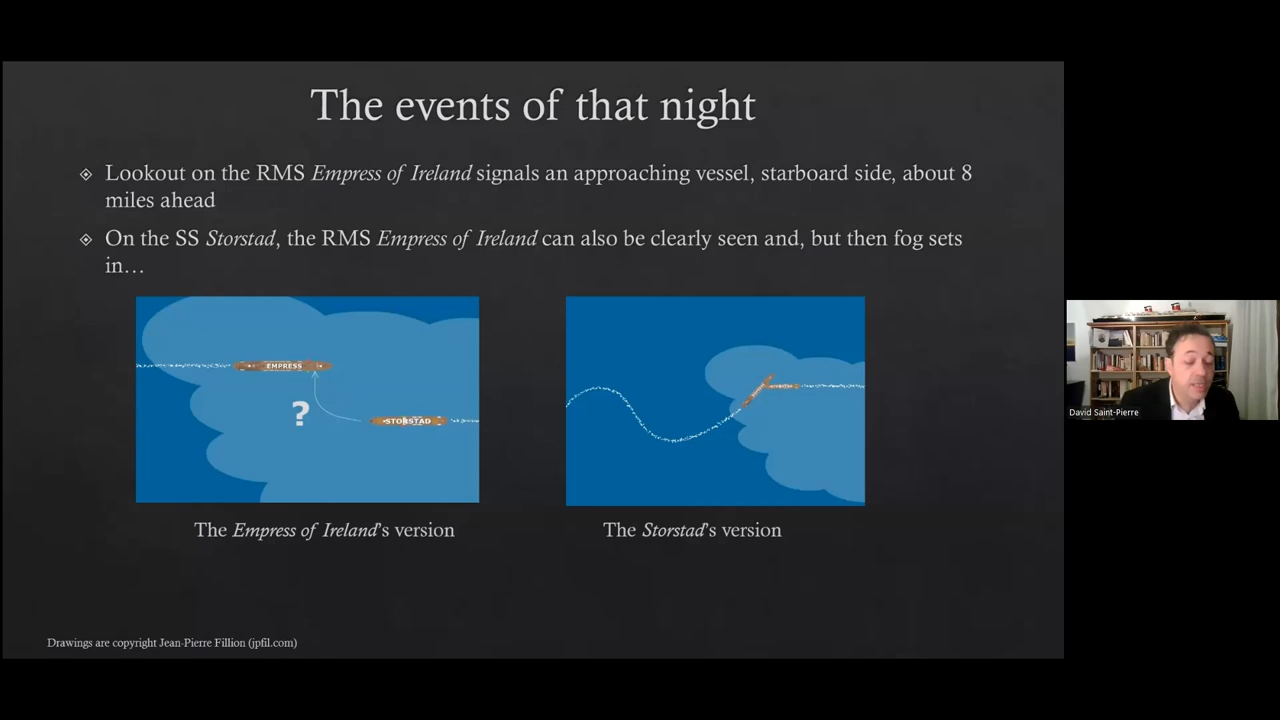 The events of that night
Lookout on the RMS Empress of Ireland signals an approaching vessel, starboard side, about 8
miles ahead
On the SS Storstad, the RMS Empress of Ireland can also be clearly seen and, but then fog sets
in…
EMPRESS
?
STORSTAD
The Empress of Ireland's version
The Storstad's version
Drawings are copyright Jean-Pierre Fillion (jpfil.com)
David Saint-Pierre